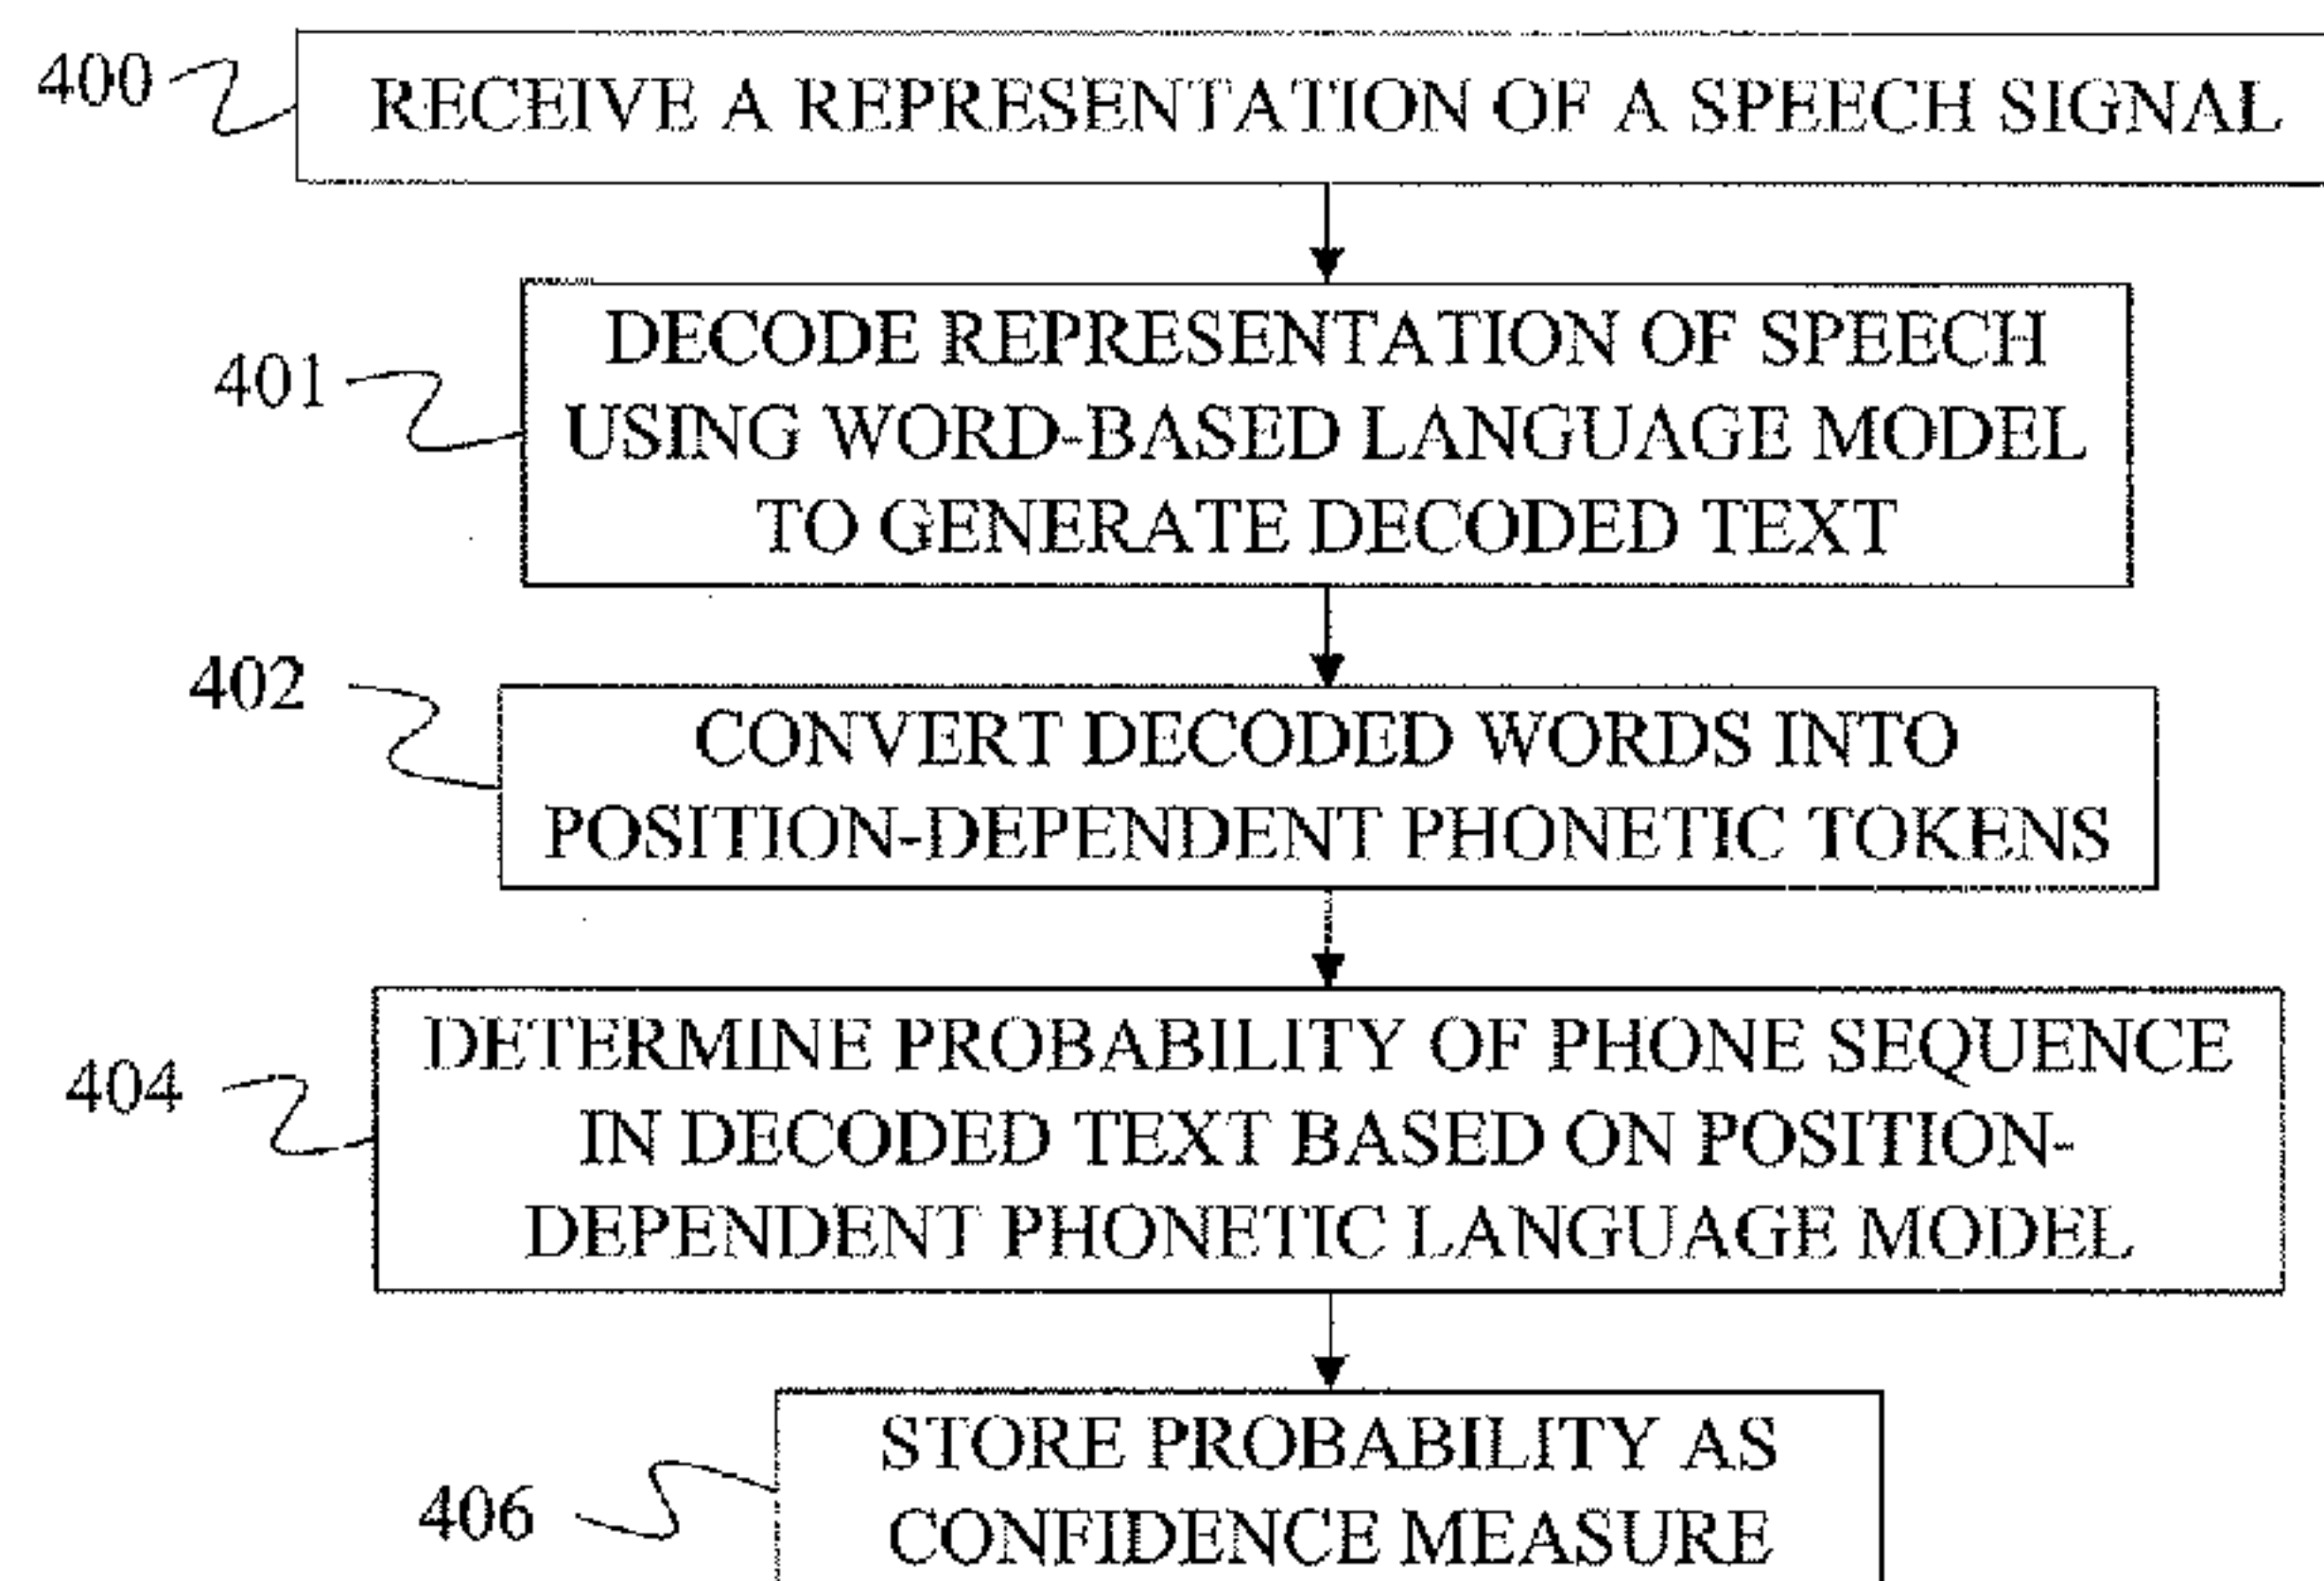 400
RECEIVE A REPRESENTATION OF A SPEECH SIGNAL
401
DECODE REPRESENTATION OF SPEECH
USING WORD-BASED LANGUAGE MODEL
TO GENERATE DECODED TEXT
402
CONVERT DECODED WORDS INTO
POSITION-DEPENDENT PHONETIC TOKENS
404
DETERMINE PROBABILITY OF PHONE SEQUENCE
IN DECODED TEXT BASED ON POSITION-
DEPENDENT PHONETIC LANGUAGE MODEL
406
STORE PROBABILITY AS
CONFIDENCE MEASURE